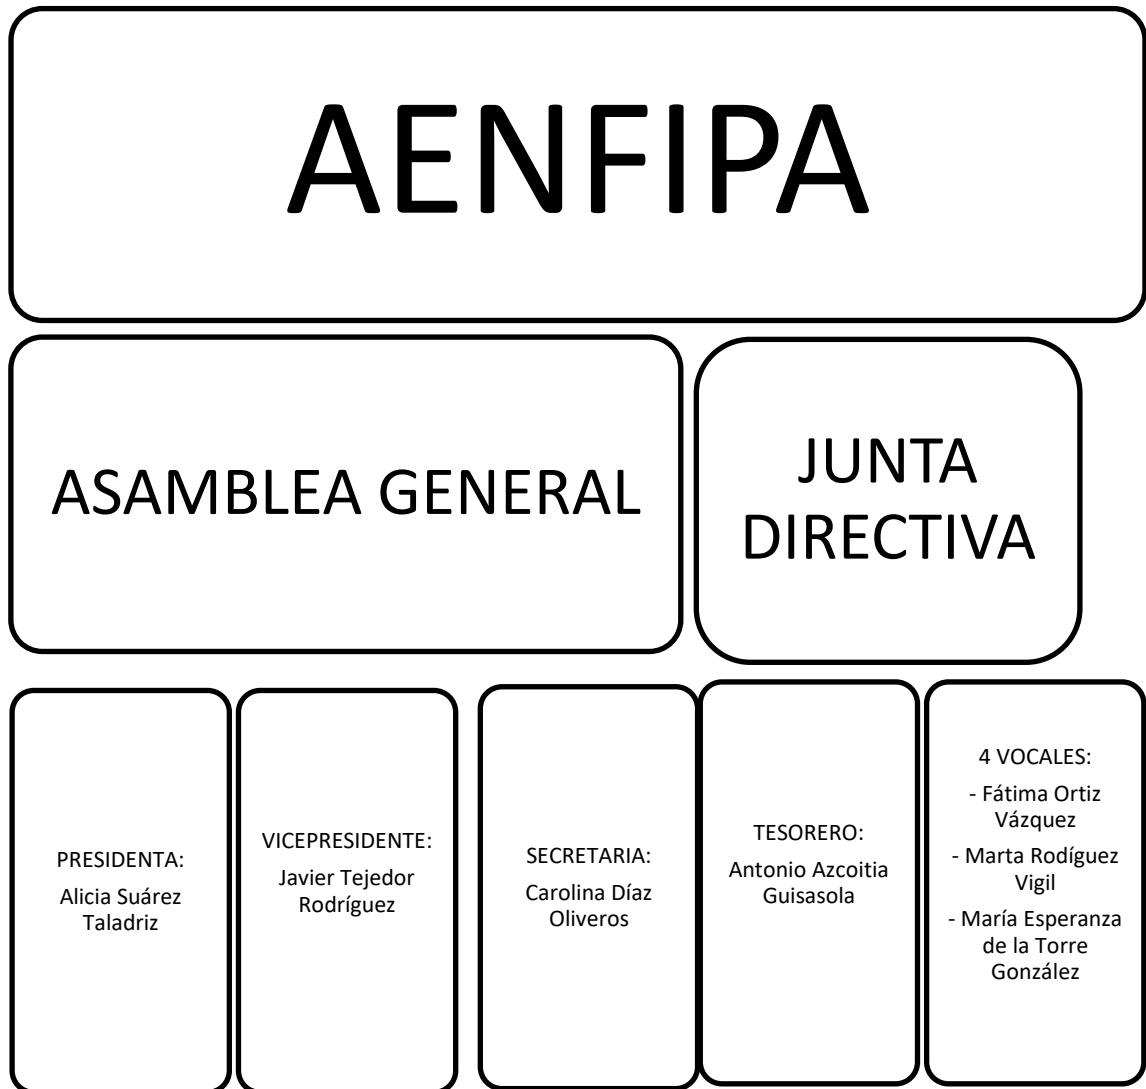 AENFIPA
ASAMBLEA GENERAL
JUNTA
DIRECTIVA
PRESIDENTA:
Alicia Suárez
Taladriz
VICEPRESIDENTE:
Javier Tejedor
Rodríguez
SECRETARIA:
Carolina Díaz
Oliveros
TESORERO:
Antonio Azcoitia
Guisasola
4 VOCALES:
- Fátima Ortiz
Vázquez
- Marta Rodíguez
Vigil
- María Esperanza
de la Torre
González